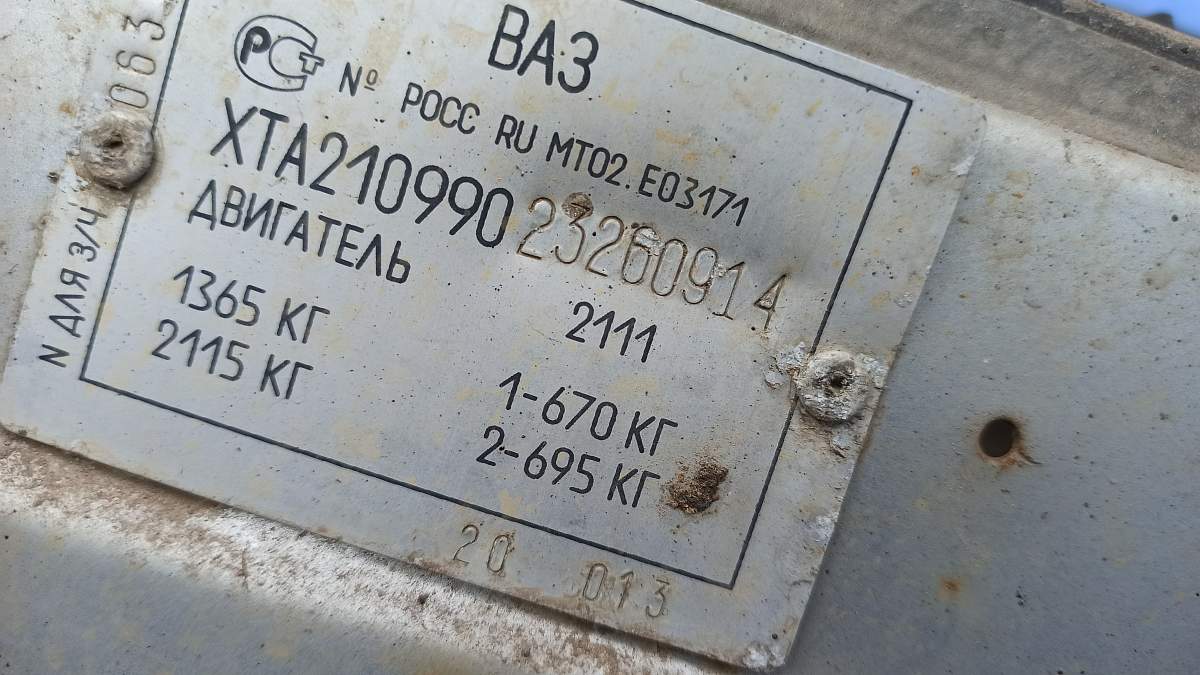 ВАЗ
РСТ № РОСС RU МТ02.Е03171
ХТА210990 23260914
ДВИГАТЕЛЬ 2111
1365 КГ 1-670 КГ
2115 КГ 2-695 КГ
20 013
N ДЛЯ З/Ч 063